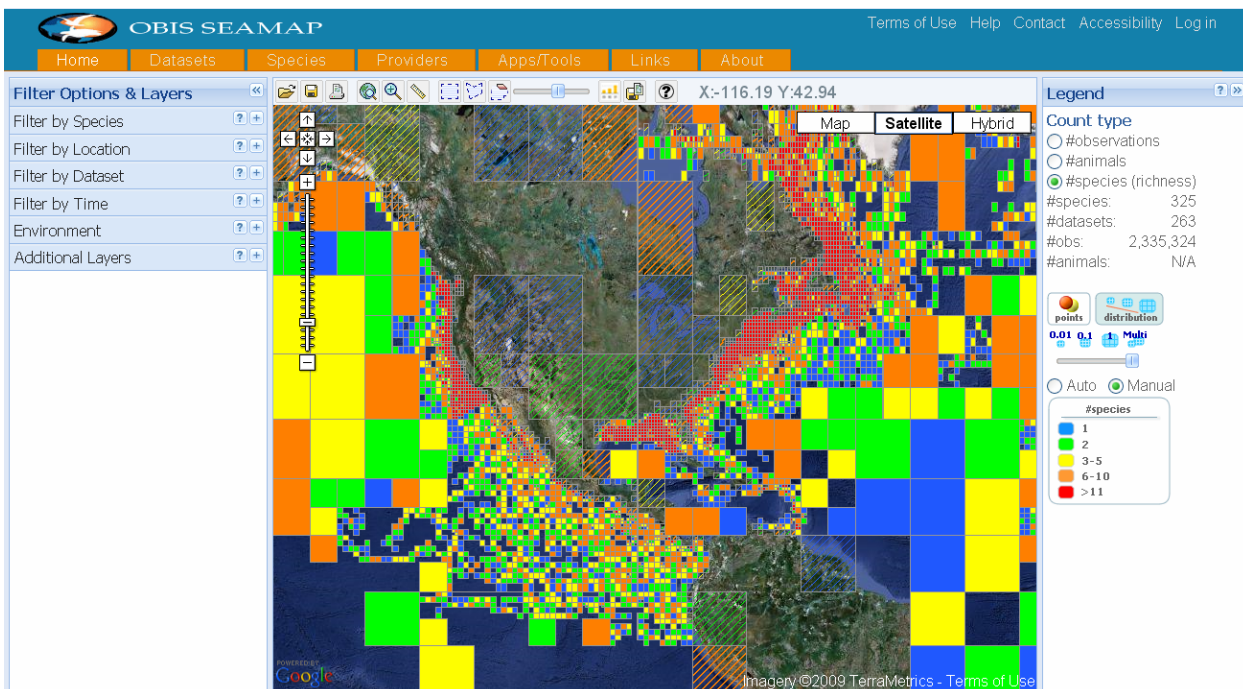 OBIS SEAMAP
Terms of Use Help Contact Accessibility Log in
Home Datasets Species Providers Apps/Tools Links About
Filter Options & Layers
Filter by Species
Filter by Location
Filter by Dataset
Filter by Time
Environment
Additional Layers
X:-116.19 Y:42.94
Map Satellite Hybrid
POWERED BY
Google
Imagery ©2009 TerraMetrics - Terms of Use
Legend
Count type
#observations
#animals
#species (richness)
#species: 325
#datasets: 263
#obs: 2,335,324
#animals: N/A
points distribution
0.01 0.1 1 Multi
Auto Manual
#species
1
2
3-5
6-10
>11